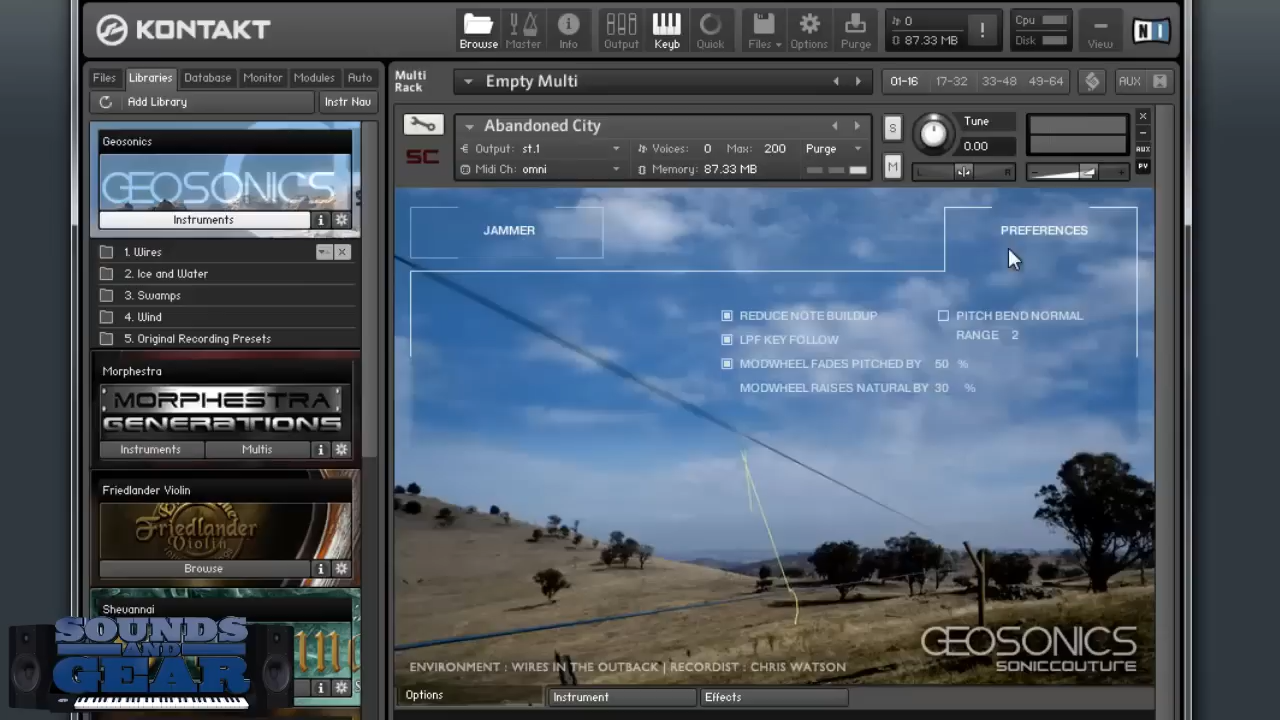 KONTAKT
Browse Master Info Output Keyb Quick Files Options Purge
0
87.33 MB
!
Cpu
Disk
View
Files Libraries Database Monitor Modules Auto
Add Library Instr Nav
Geosonics
GEOSONICS
Instruments
1. Wires
2. Ice and Water
3. Swamps
4. Wind
5. Original Recording Presets
Morphestra
MORPHESTRA
GENERATIONS
Instruments Multis
Friedlander Violin
Friedlander
Violin
Browse
Shevannai
SOUNDS
AND
GEAR
Multi
Rack
Empty Multi
01-16 17-32 33-48 49-64
AUX
Abandoned City
Output: st.1 Voices: 0 Max: 200 Purge
SC
Midi Ch: omni Memory: 87.33 MB
S
M
Tune
0.00
L R
AUX
PV
JAMMER
PREFERENCES
REDUCE NOTE BUILDUP
LPF KEY FOLLOW
MODWHEEL FADES PITCHED BY 50 %
MODWHEEL RAISES NATURAL BY 30 %
PITCH BEND NORMAL
RANGE 2
GEOSONICS
SONICCOUTURE
ENVIRONMENT : WIRES IN THE OUTBACK | RECORDIST : CHRIS WATSON
Options Instrument Effects